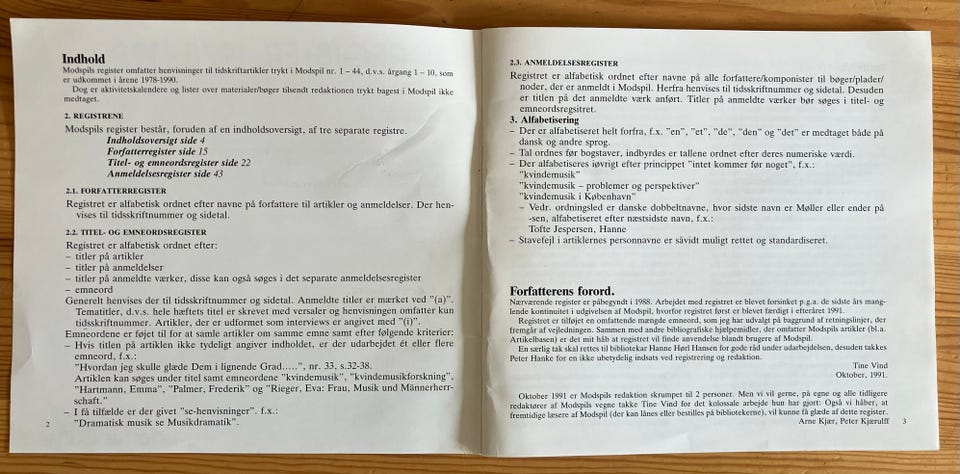 Indhold
Modspils register omfatter henvisninger til tidskriftartikler trykt i Modspil nr. 1 – 44, d.v.s. årgang 1 – 10, som
er udkommet i årene 1978-1990.
Dog er aktivitetskalendere og lister over materialer/bøger tilsendt redaktionen trykt bagest i Modspil ikke
medtaget.
2. REGISTRENE
Modspils register består, foruden af en indholdsoversigt, af tre separate registre.
Indholdsoversigt side 4
Forfatterregister side 15
Titel- og emneordsregister side 22
Anmeldelsesregister side 43
2.1. FORFATTERREGISTER
Registret er alfabetisk ordnet efter navne på forfattere til artikler og anmeldelser. Der hen-
vises til tidsskriftnummer og sidetal.
2.2. TITEL- OG EMNEORDSREGISTER
Registret er alfabetisk ordnet efter:
– titler på artikler
– titler på anmeldelser
– titler på anmeldte værker, disse kan også søges i det separate anmeldelsesregister
– emneord
Generelt henvises der til tidsskriftnummer og sidetal. Anmeldte titler er mærket ved "(a)".
Tematitler, d.v.s. hele hæftets titel er skrevet med versaler og henvisningen omfatter kun
tidsskriftnummer. Artikler, der er udformet som interviews er angivet med "(i)".
Emneordene er føjet til for at samle artikler om samme emne samt efter følgende kriterier:
– Hvis titlen på artiklen ikke tydeligt angiver indholdet, er der udarbejdet ét eller flere
emneord, f.x.:
"Hvordan jeg skulle glæde Dem i lignende Grad.....", nr. 33, s.32-38.
Artiklen kan søges under titel samt emneordene "kvindemusik", "kvindemusikforskning",
"Hartmann, Emma", "Palmer, Frederik" og "Rieger, Eva: Frau, Musik und Männerherr-
schaft."
– I få tilfælde er der givet "se-henvisninger". f.x.:
"Dramatisk musik se Musikdramatik".
2
2.3. ANMELDELSESREGISTER
Registret er alfabetisk ordnet efter navne på alle forfattere/komponister til bøger/plader/
noder, der er anmeldt i Modspil. Herfra henvises til tidsskriftnummer og sidetal. Desuden
er titlen på det anmeldte værk anført. Titler på anmeldte værker bør søges i titel- og
emneordsregsitret.
3. Alfabetisering
– Der er alfabetiseret helt forfra, f.x. "en", "et", "de", "den" og "det" er medtaget både på
dansk og andre sprog.
– Tal ordnes før bogstaver, indbyrdes er tallene ordnet efter deres numeriske værdi.
– Der alfabetiseres iøvrigt efter princippet "intet kommer før noget", f.x.:
"kvindemusik"
"kvindemusik – problemer og perspektiver"
"kvindemusik i København"
– Vedr. ordningsled er danske dobbeltnavne, hvor sidste navn er Møller eller ender på
-sen, alfabetiseret efter næstsidste navn, f.x.:
Tofte Jespersen, Hanne
– Stavefejl i artiklernes personnavne er såvidt muligt rettet og standardiseret.
Forfatterens forord.
Nærværende register er påbegyndt i 1988. Arbejdet med registret er blevet forsinket p.g.a. de sidste års mang-
lende kontinuitet i udgivelsen af Modspil, hvorfor registret først er blevet færdigt i efteråret 1991.
Registret er tilføjet en omfattende mængde emneord, som jeg har udvalgt på baggrund af retningslinjer, der
fremgår af vejledningen. Sammen med andre bibliografiske hjælpemidler, der omfatter Modspils artikler (bl.a.
Artikelbasen) er det mit håb at registret vil finde anvendelse blandt brugere af Modspil.
En særlig tak skal rettes til bibliotekar Hanne Hørl Hansen for gode råd under udarbejdelsen, desuden takkes
Peter Hanke for en ikke ubetydelig indsats ved registrering og redaktion.
Tine Vind
Oktober, 1991.
Oktober 1991 er Modspils redaktion skrumpet til 2 personer. Men vi vil gerne, på egne og alle tidligere
redaktører af Modspils vegne takke Tine Vind for det kolossale arbejde hun har gjort: Også vi håber, at
fremtidige læsere af Modspil (der kan lånes eller bestilles på bibliotekerne), vil kunne få glæde af dette register.
Arne Kjær, Peter Kjærulff
3